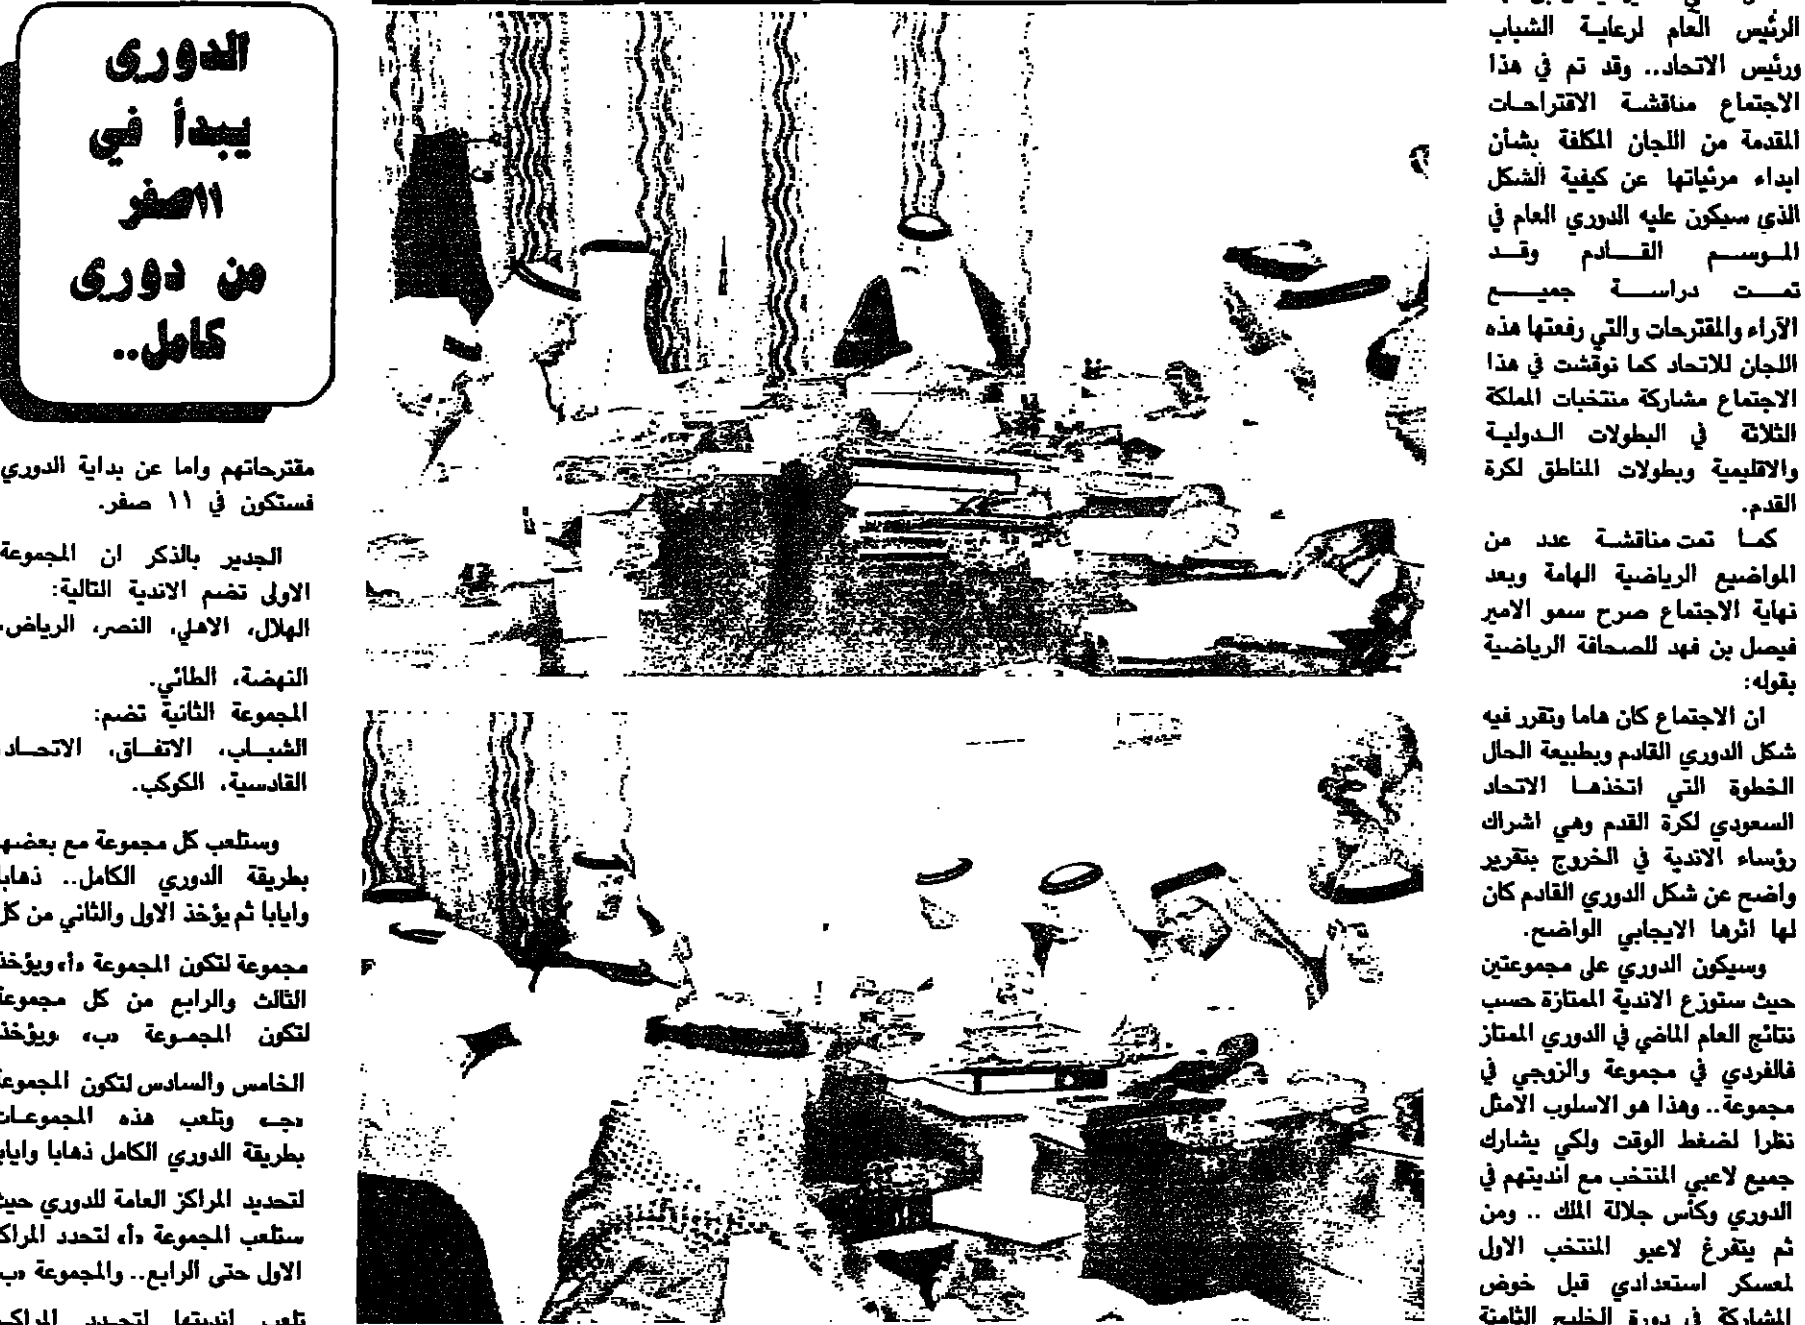 الرئيس العام لرعاية الشباب
ورئيس الاتحاد.. وقد تم في هذا
الاجتماع مناقشة الاقتراحات
المقدمة من اللجان المكلفة بشأن
ابداء مرئياتها عن كيفية الشكل
الذي سيكون عليه الدوري العام في
الموسم القادم وقد
تمت دراسة جميع
الآراء والمقترحات والتي رفعتها هذه
اللجان للاتحاد كما نوقشت في هذا
الاجتماع مشاركة منتخبات المملكة
الثلاثة في البطولات الدولية
والاقليمية وبطولات المناطق لكرة
القدم.
كما تمت مناقشة عدد من
المواضيع الرياضية الهامة وبعد
نهاية الاجتماع صرح سمو الامير
فيصل بن فهد للصحافة الرياضية
بقوله:
ان الاجتماع كان هاما وتقرر فيه
شكل الدوري القادم وبطبيعة الحال
الخطوة التي اتخذها الاتحاد
السعودي لكرة القدم وهي اشراك
رؤساء الاندية في الخروج بتقرير
واضح عن شكل الدوري القادم كان
لها اثرها الايجابي الواضح.
وسيكون الدوري على مجموعتين
حيث ستوزع الاندية الممتازة حسب
نتائج العام الماضي في الدوري الممتاز
فالفردي في مجموعة والزوجي في
مجموعة.. وهذا هو الاسلوب الامثل
نظرا لضغط الوقت ولكي يشارك
جميع لاعبي المنتخب مع انديتهم في
الدوري وكأس جلالة الملك .. ومن
ثم يتفرغ لاعبو المنتخب الاول
لمعسكر استعدادي قبل خوض
المشاركة في دورة الخليج الثامنة
الدورى
يبدأ في
١١صفر
من دورى
كامل..
مقترحاتهم واما عن بداية الدوري
فستكون في ١١ صفر.
الجدير بالذكر ان المجموعة
الاولى تضم الاندية التالية:
الهلال، الاهلي، النصر، الرياض،
النهضة، الطائي.
المجموعة الثانية تضم:
الشباب، الاتفاق، الاتحاد،
القادسية، الكوكب.
وستلعب كل مجموعة مع بعضها
بطريقة الدوري الكامل.. ذهابا
وايابا ثم يؤخذ الاول والثاني من كل
مجموعة لتكون المجموعة «أ» ويؤخذ
الثالث والرابع من كل مجموعة
لتكون المجموعة «ب» ويؤخذ
الخامس والسادس لتكون المجموعة
«جـ» وتلعب هذه المجموعات
بطريقة الدوري الكامل ذهابا وايابا
لتحديد المراكز العامة للدوري حيث
ستلعب المجموعة «أ» لتحدد المراكز
الاول حتى الرابع.. والمجموعة «ب»
تلعب انديتها لتحديد المراكز